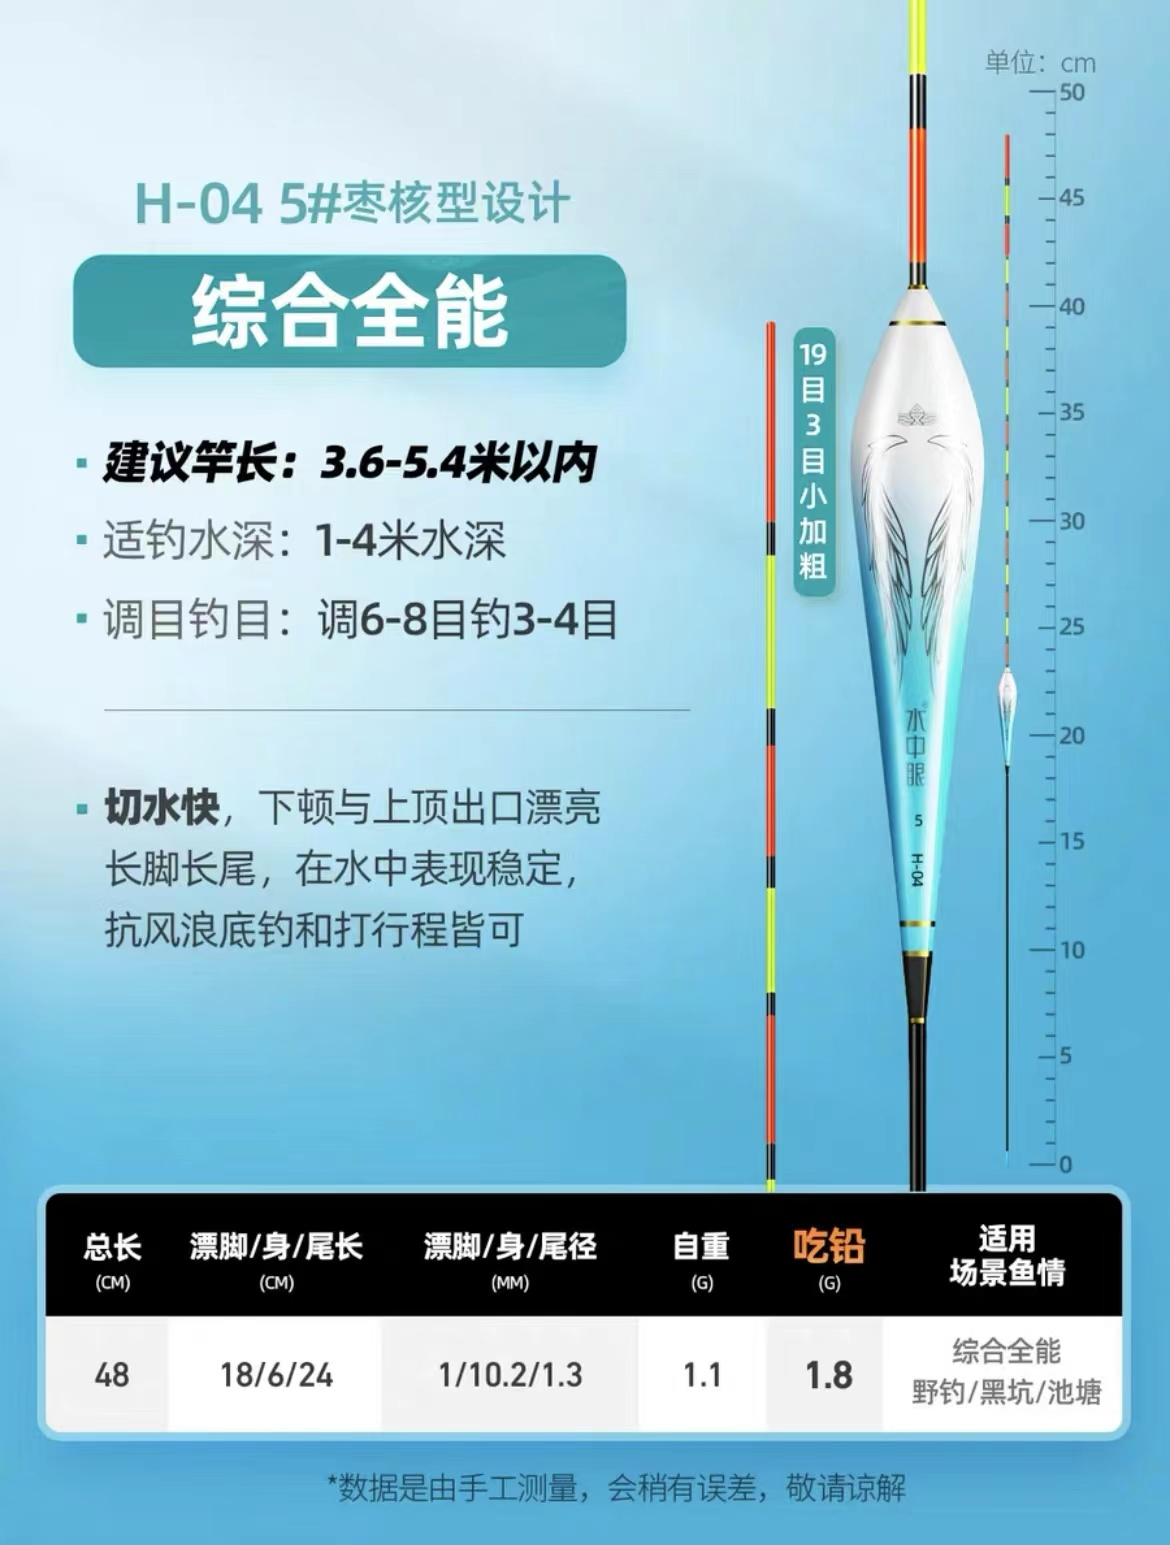 单位：cm
50
45
40
35
30
25
20
15
10
5
0
H-04 5#枣核型设计
综合全能
建议竿长：3.6-5.4米以内
适钓水深：1-4米水深
调目钓目：调6-8目钓3-4目
切水快，下顿与上顶出口漂亮
长脚长尾，在水中表现稳定，
抗风浪底钓和打行程皆可
19目3目小加粗
水中眼
5
H-04
总长 漂脚/身/尾长 漂脚/身/尾径 自重 吃铅 适用
场景鱼情
(CM) (CM) (MM) (G) (G)
48 18/6/24 1/10.2/1.3 1.1 1.8 综合全能
野钓/黑坑/池塘
*数据是由手工测量，会稍有误差，敬请谅解